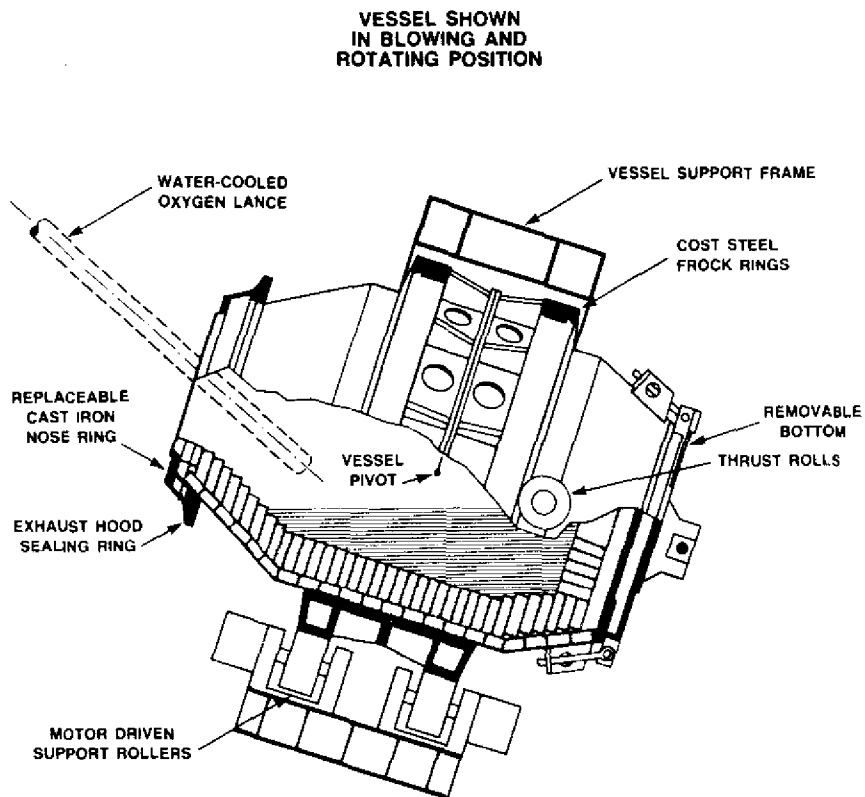 VESSEL SHOWN
IN BLOWING AND
ROTATING POSITION
WATER-COOLED
OXYGEN LANCE
VESSEL SUPPORT FRAME
COST STEEL
FROCK RINGS
REPLACEABLE
CAST IRON
NOSE RING
REMOVABLE
BOTTOM
VESSEL
PIVOT
THRUST ROLLS
EXHAUST HOOD
SEALING RING
MOTOR DRIVEN
SUPPORT ROLLERS